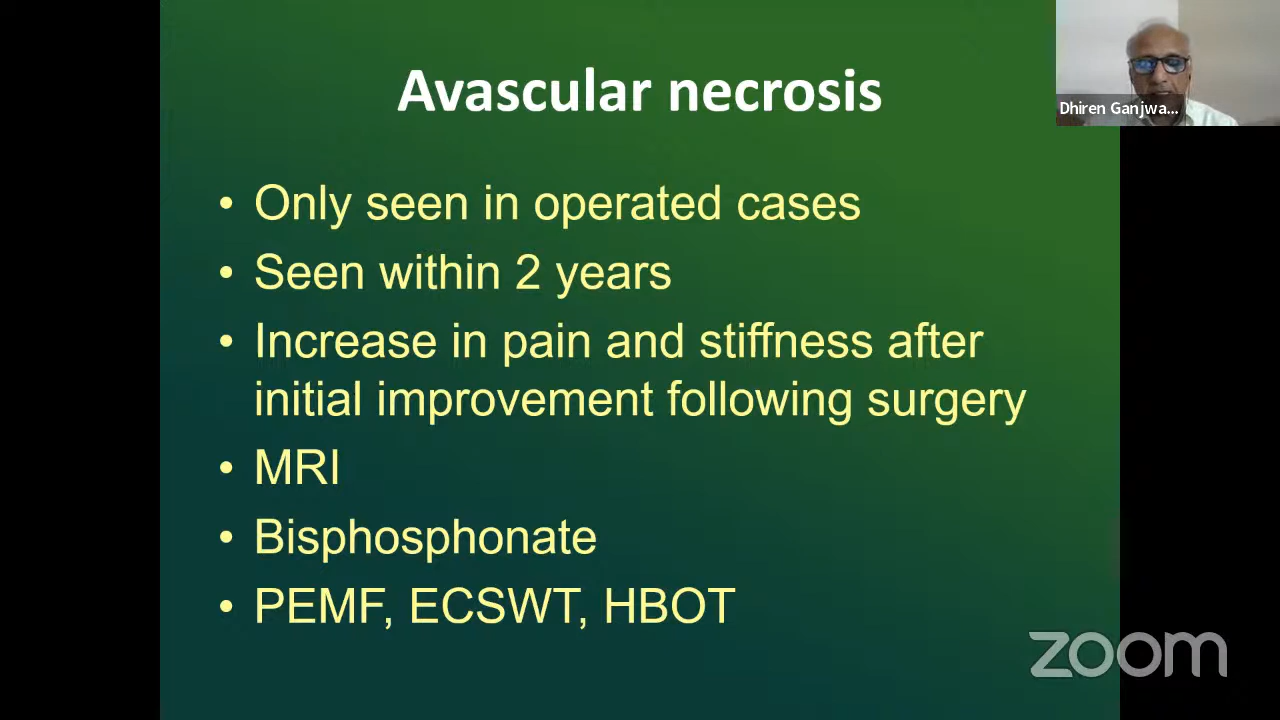 Avascular necrosis
Dhiren Ganjwa...
• Only seen in operated cases
• Seen within 2 years
• Increase in pain and stiffness after
initial improvement following surgery
• MRI
• Bisphosphonate
• PEMF, ECSWT, HBOT
zoom